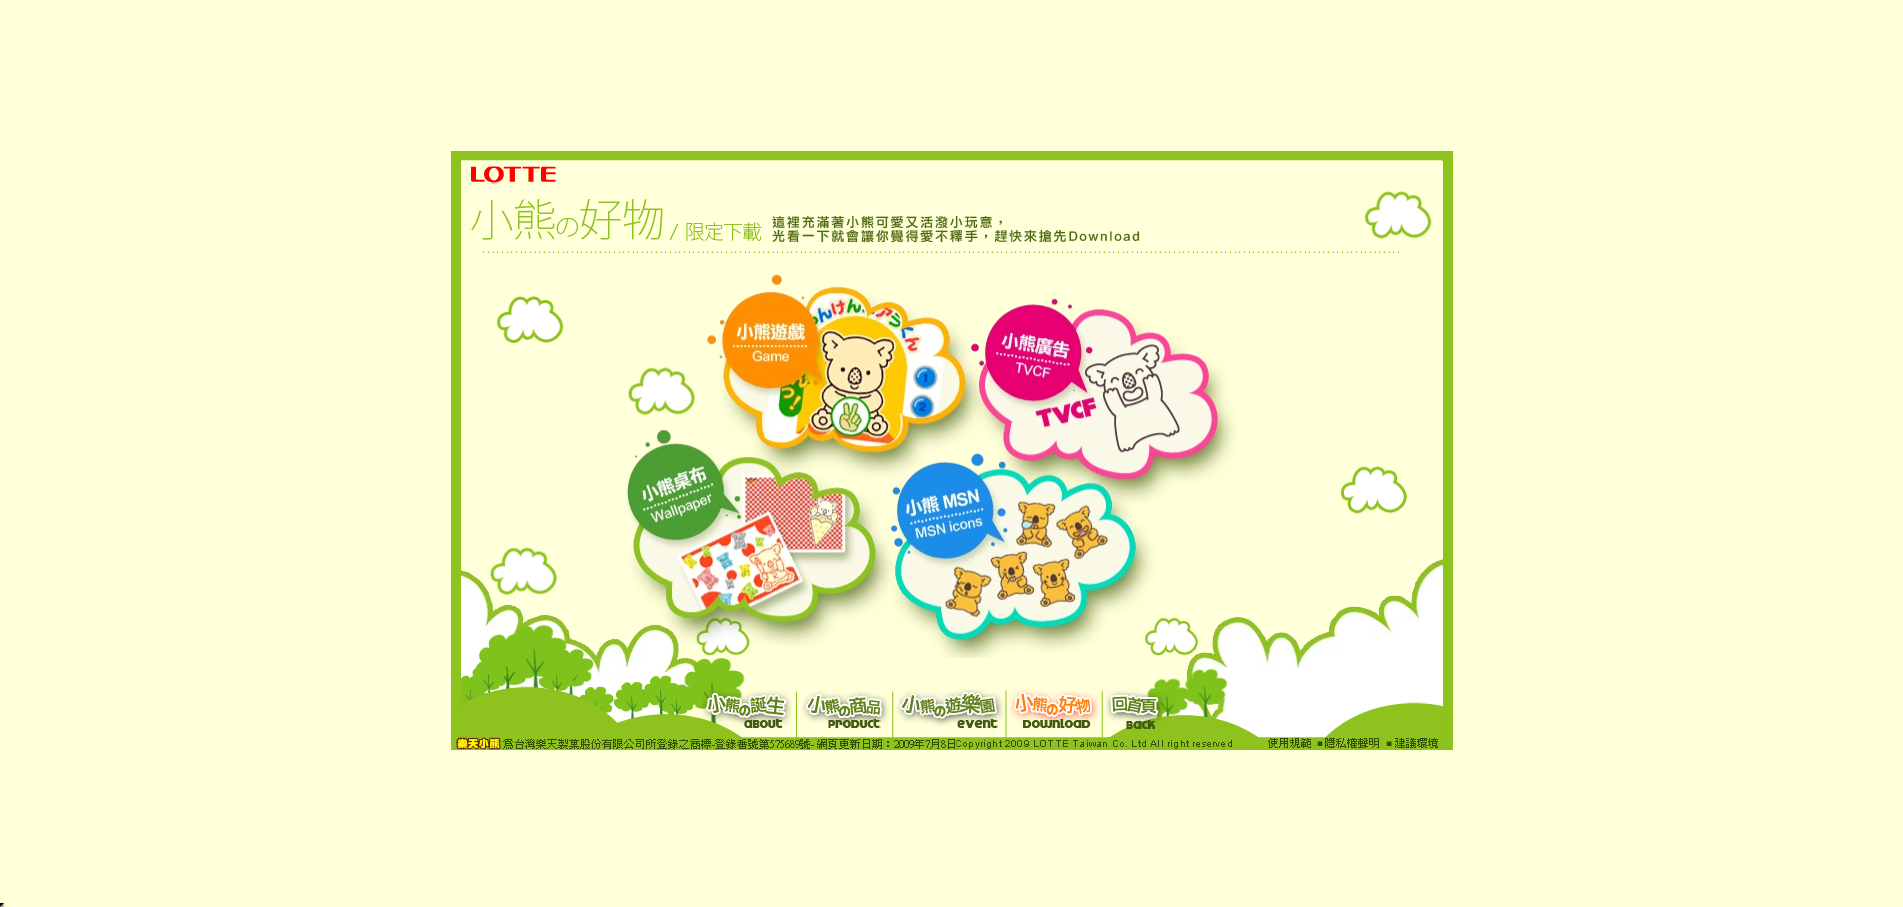 LOTTE
小熊の好物 / 限定下載
這裡充滿著小熊可愛又活潑小玩意，
光看一下就會讓你覺得愛不釋手，趕快來搶先Download
小熊遊戲
Game
1
2
小熊廣告
TVCF
TVCF
小熊桌布
Wallpaper
小熊 MSN
MSN icons
小熊の誕生
ABOUT
小熊の商品
PRODUCT
小熊の遊樂園
EVENT
小熊の好物
DOWNLOAD
回首頁
BACK
樂天小熊 為台灣樂天製菓股份有限公司所登錄之商標-登錄番號第575689號- 網頁更新日期：2009年7月8日Copyright 2009 LOTTE Taiwan Co. Ltd All right reserved
使用規範 ■隱私權聲明 ■建議環境